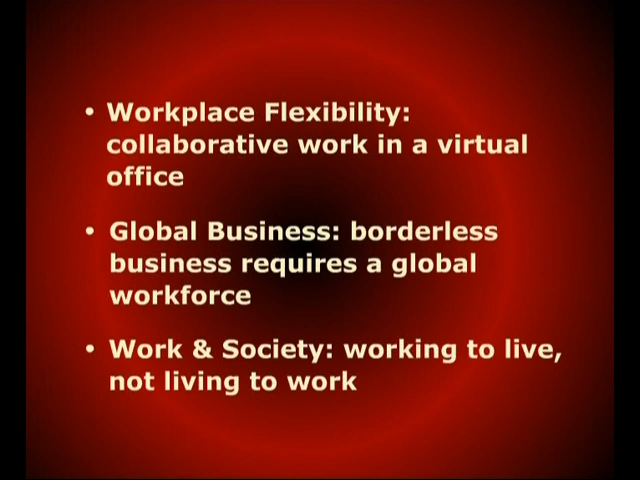 • Workplace Flexibility:
collaborative work in a virtual
office
• Global Business: borderless
business requires a global
workforce
• Work & Society: working to live,
not living to work